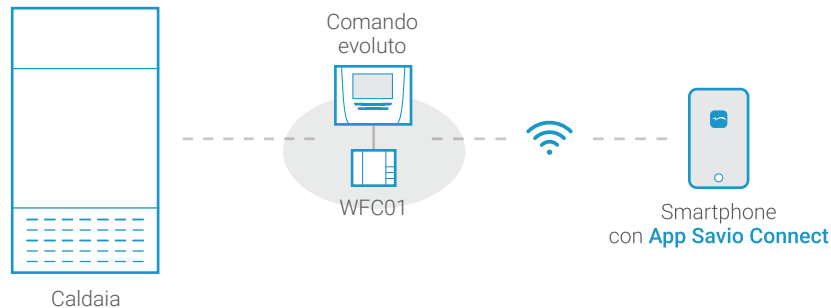 Comando
evoluto
WFC01
Smartphone
con App Savio Connect
Caldaia